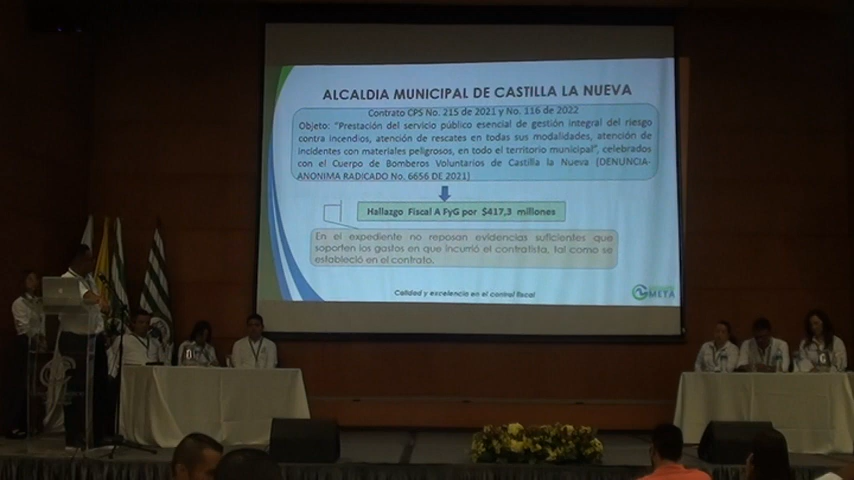 ALCALDIA MUNICIPAL DE CASTILLA LA NUEVA
Contrato CPS No. 215 de 2021 y No. 116 de 2022
Objeto: "Prestación del servicio público esencial de gestión integral del riesgo
contra incendios, atención de rescates en todas sus modalidades, atención de
incidentes con materiales peligrosos, en todo el territorio municipal", celebrados
con el Cuerpo de Bomberos Voluntarios de Castilla la Nueva (DENUNCIA-
ANONIMA RADICADO No. 6656 DE 2021)
Hallazgo Fiscal A FyG por $417,3 millones
En el expediente no reposan evidencias suficientes que
soporten los gastos en que incurrió el contratista, tal como se
estableció en el contrato.
Calidad y excelencia en el control fiscal
META